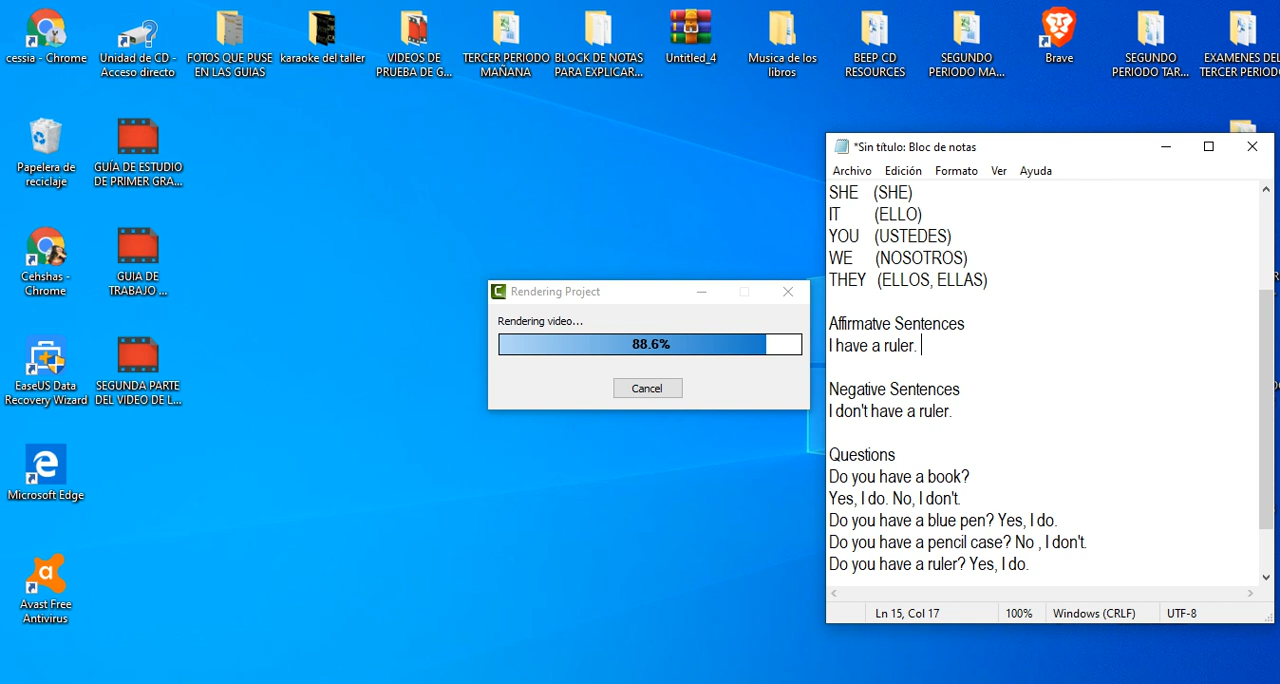 cessia - Chrome
Unidad de CD -
Acceso directo
FOTOS QUE PUSE
EN LAS GUIAS
karaoke del taller
VIDEOS DE
PRUEBA DE G...
TERCER PERIODO
MAÑANA
BLOCK DE NOTAS
PARA EXPLICAR...
Untitled_4
Musica de los
libros
BEEP CD
RESOURCES
SEGUNDO
PERIODO MA...
Brave
SEGUNDO
PERIODO TAR...
EXAMENES DEL
TERCER PERIODO
Papelera de
reciclaje
GUÍA DE ESTUDIO
DE PRIMER GRA...
Cehshas -
Chrome
GUIA DE
TRABAJO ...
EaseUS Data
Recovery Wizard
SEGUNDA PARTE
DEL VIDEO DE L...
Microsoft Edge
Avast Free
Antivirus
Rendering Project
Rendering video...
88.6%
Cancel
*Sin título: Bloc de notas
Archivo Edición Formato Ver Ayuda
SHE (SHE)
IT (ELLO)
YOU (USTEDES)
WE (NOSOTROS)
THEY (ELLOS, ELLAS)
Affirmatve Sentences
I have a ruler.
Negative Sentences
I don't have a ruler.
Questions
Do you have a book?
Yes, I do. No, I don't.
Do you have a blue pen? Yes, I do.
Do you have a pencil case? No , I don't.
Do you have a ruler? Yes, I do.
Ln 15, Col 17 100% Windows (CRLF) UTF-8